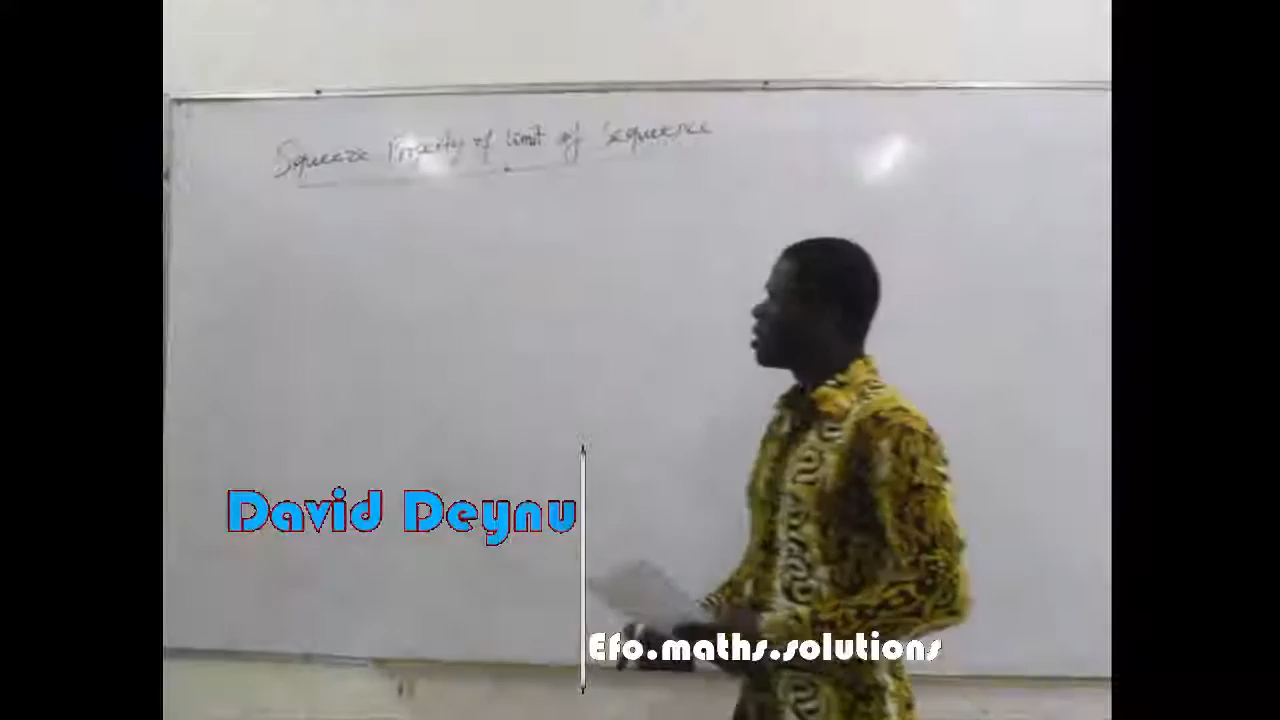 Squeeze Property of Limit of Sequence
David Deynu
Efo.maths.solutions